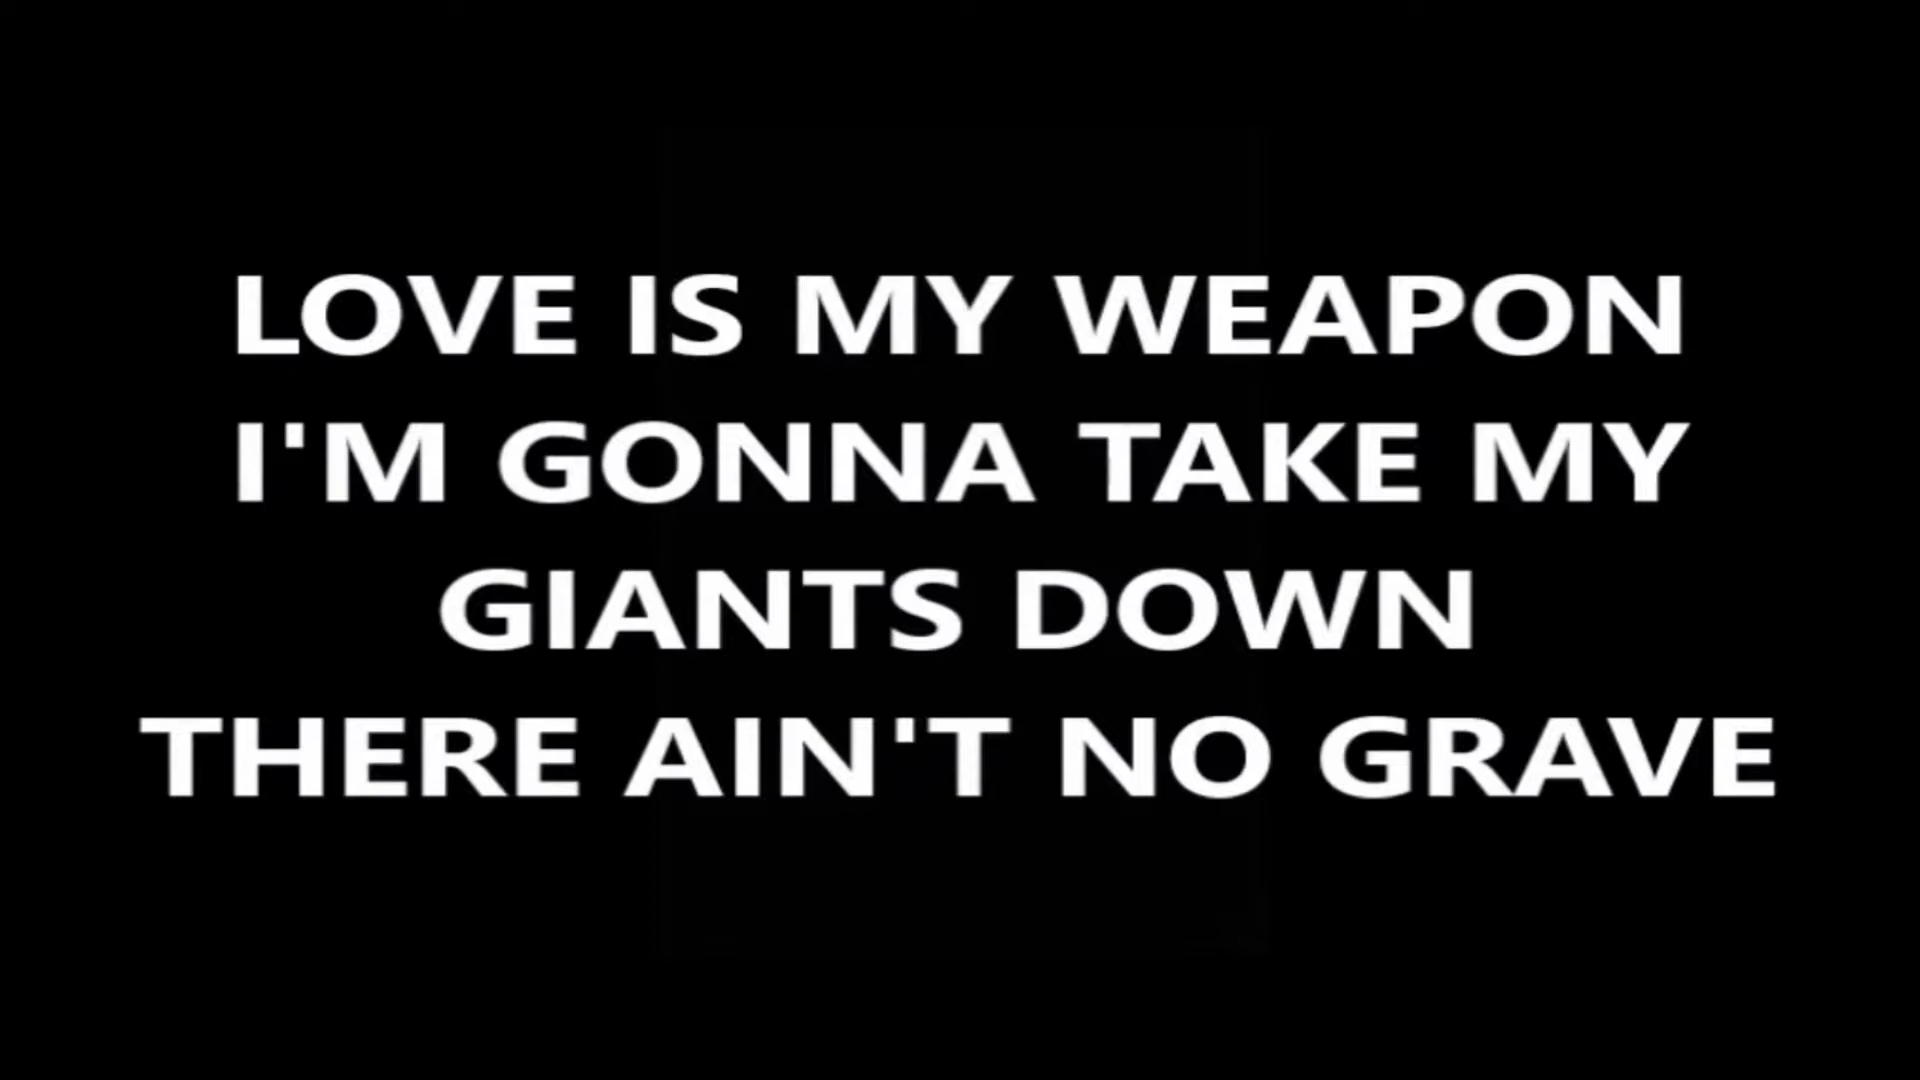 LOVE IS MY WEAPON
I'M GONNA TAKE MY
GIANTS DOWN
THERE AIN'T NO GRAVE